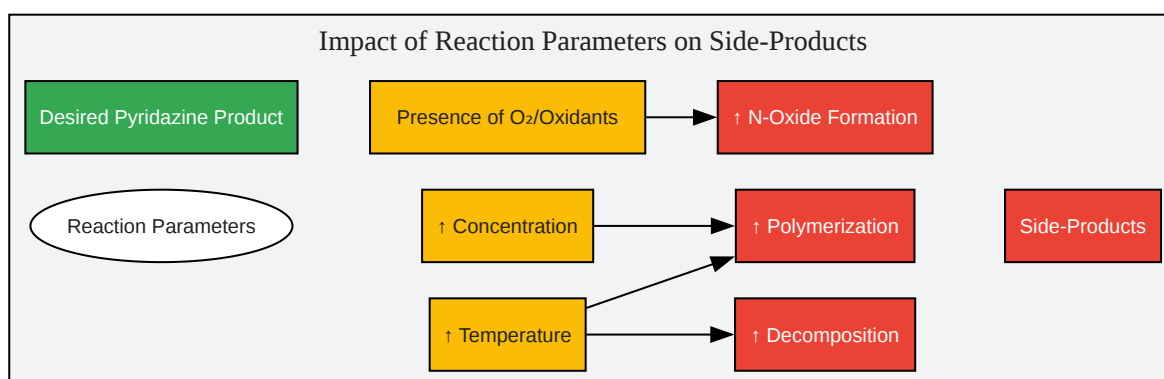 Impact of Reaction Parameters on Side-Products
Desired Pyridazine Product
Presence of O₂/Oxidants
↑ N-Oxide Formation
Reaction Parameters
↑ Concentration
↑ Polymerization
Side-Products
↑ Temperature
↑ Decomposition